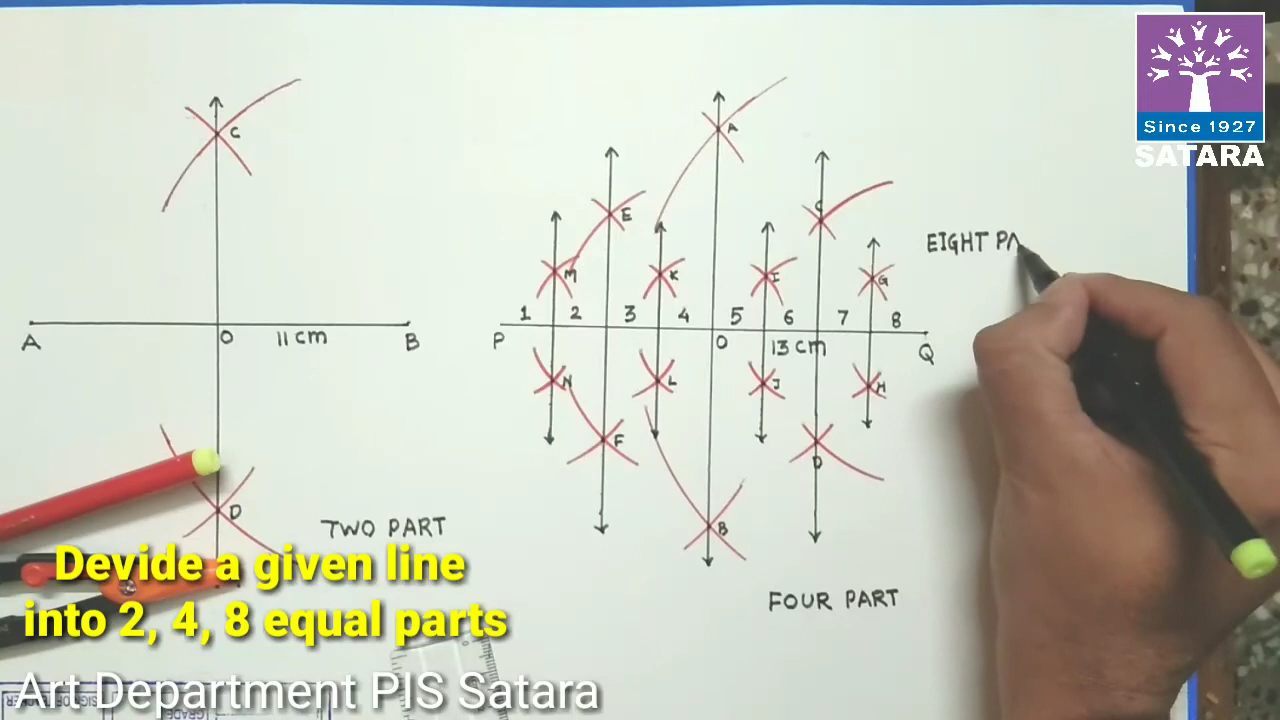 Since 1927
SATARA
C
A
E
C
M
K
I
G
EIGHT PA
1 2 3 4 5 6 7 8
A O 11 cm B
P O 13 cm Q
N L J H
F D
D
B
TWO PART
FOUR PART
Devide a given line
into 2, 4, 8 equal parts
Art Department PIS Satara